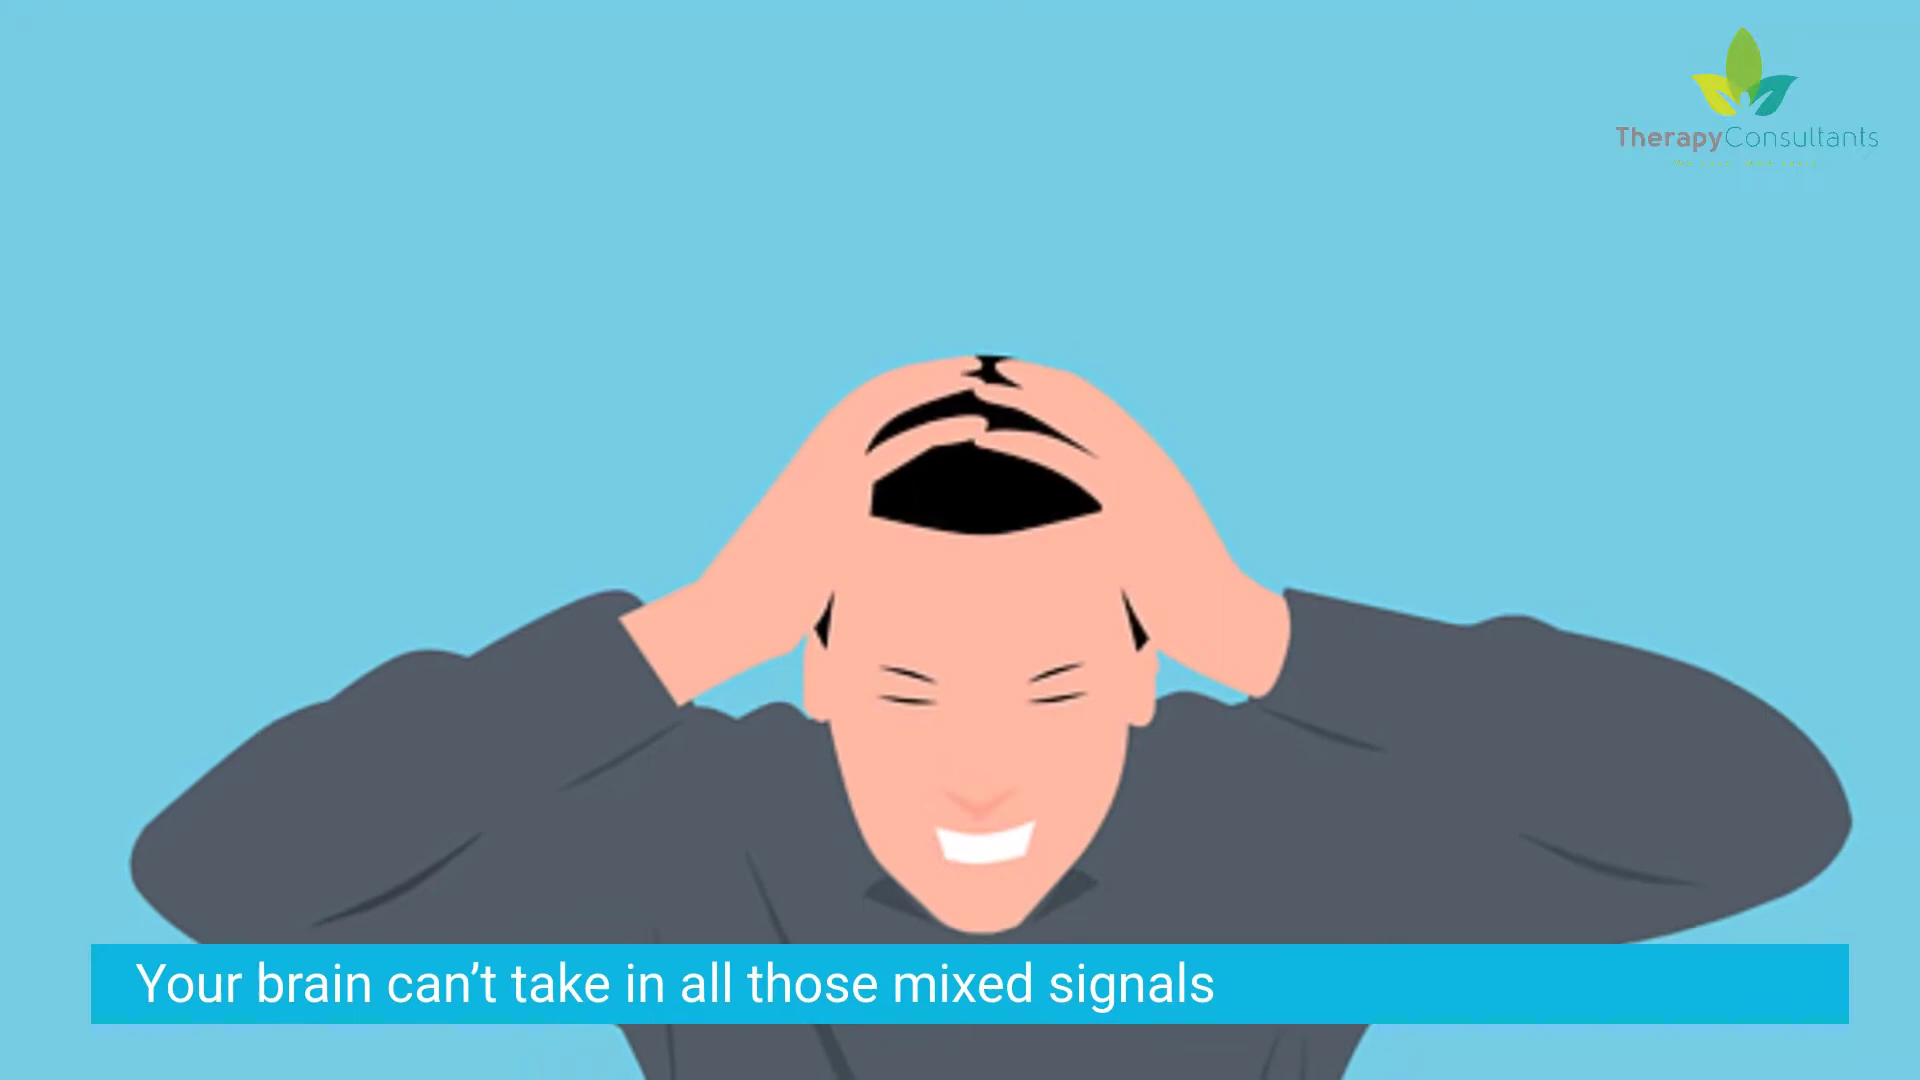 TherapyConsultants
Your brain can’t take in all those mixed signals